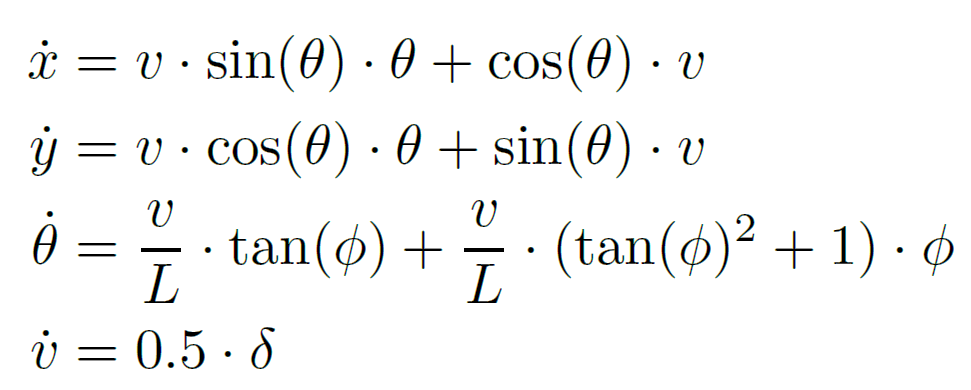 ẋ = v · sin(θ) · θ + cos(θ) · v
ẏ = v · cos(θ) · θ + sin(θ) · v
θ̇ = v/L · tan(ϕ) + v/L · (tan(ϕ)² + 1) · ϕ
v̇ = 0.5 · δ